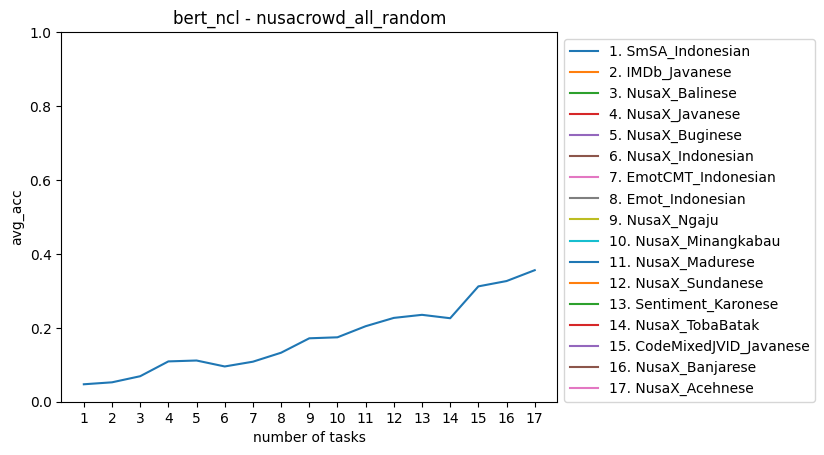 bert_ncl - nusacrowd_all_random
1.0
0.8
0.6
0.4
0.2
0.0
avg_acc
1 2 3 4 5 6 7 8 9 10 11 12 13 14 15 16 17
number of tasks
1. SmSA_Indonesian
2. IMDb_Javanese
3. NusaX_Balinese
4. NusaX_Javanese
5. NusaX_Buginese
6. NusaX_Indonesian
7. EmotCMT_Indonesian
8. Emot_Indonesian
9. NusaX_Ngaju
10. NusaX_Minangkabau
11. NusaX_Madurese
12. NusaX_Sundanese
13. Sentiment_Karonese
14. NusaX_TobaBatak
15. CodeMixedJVID_Javanese
16. NusaX_Banjarese
17. NusaX_Acehnese